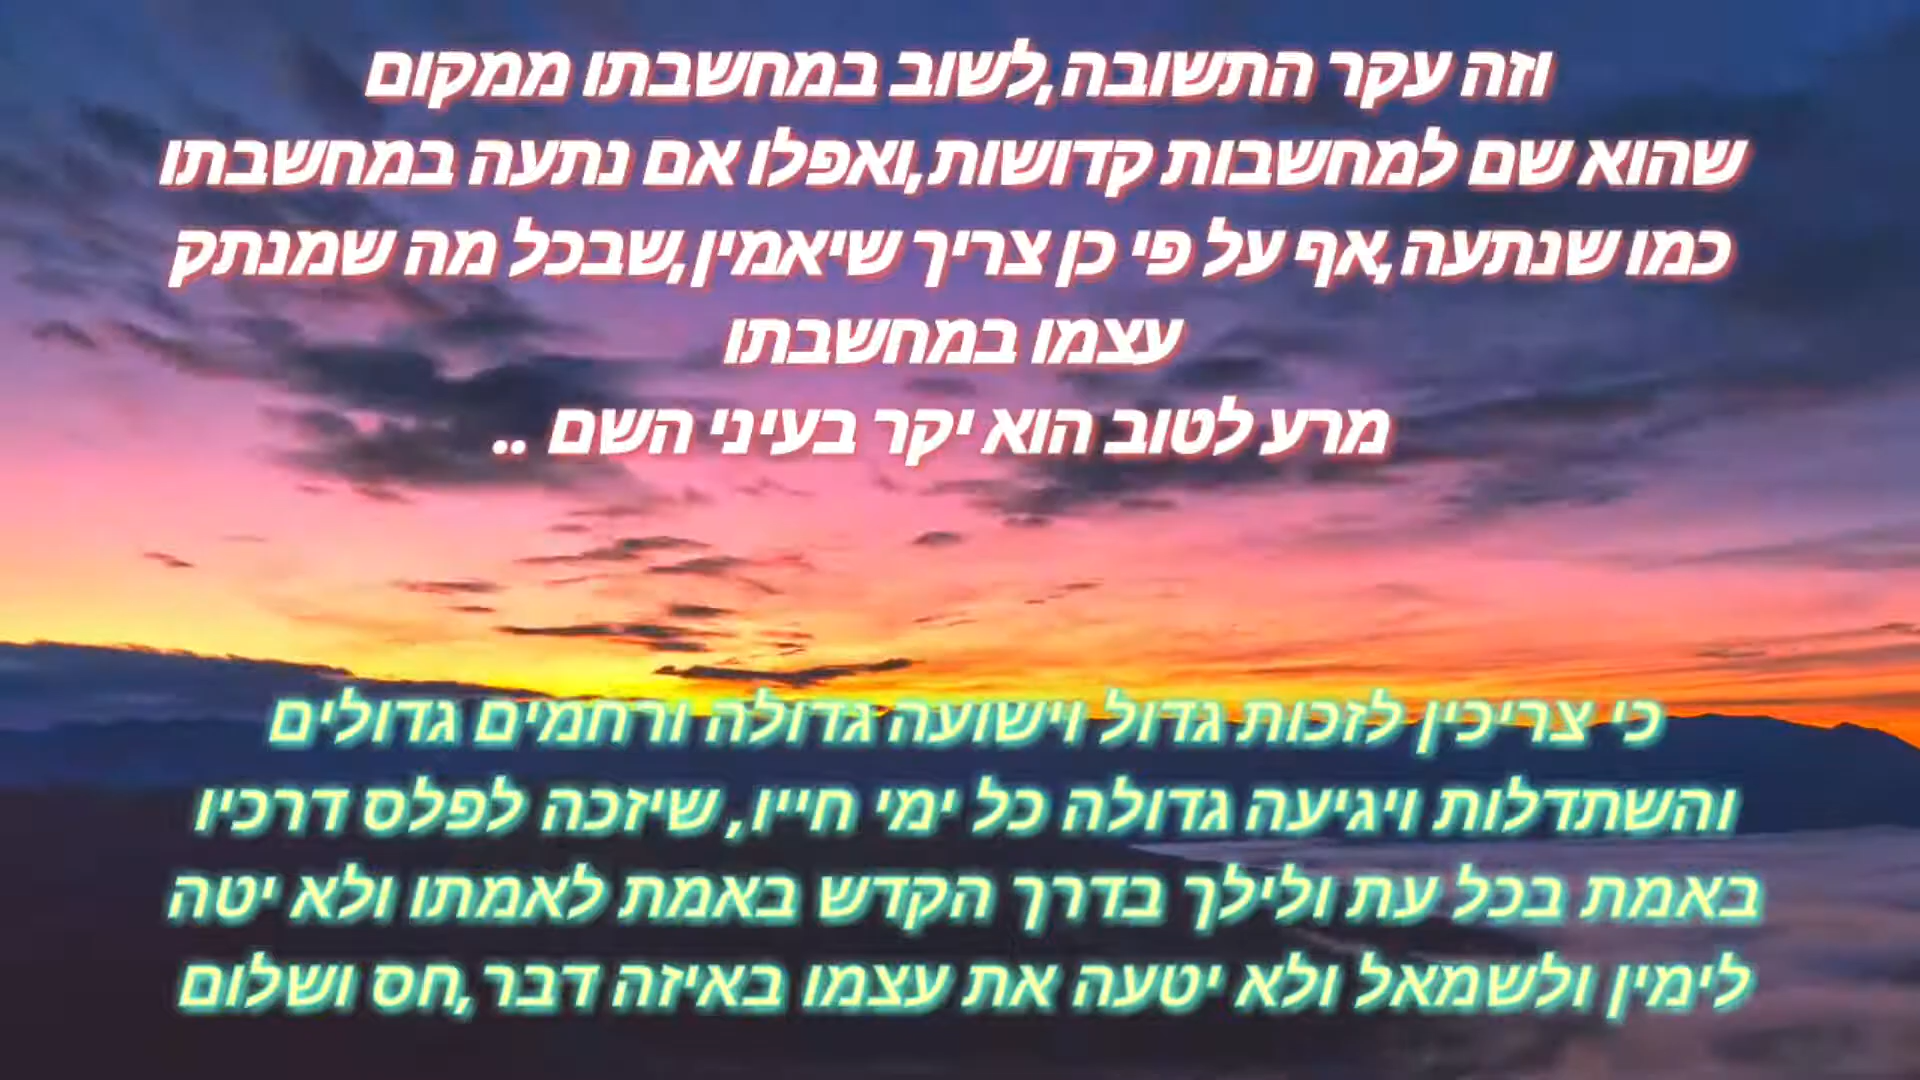 וזה עקר התשובה,לשוב במחשבתו ממקום
שהוא שם למחשבות קדושות,ואפלו אם נתעה במחשבתו
כמו שנתעה,אף על פי כן צריך שיאמין,שבכל מה שמנתק
עצמו במחשבתו
מרע לטוב הוא יקר בעיני השם ..
כי צריכין לזכות גדול וישועה גדולה ורחמים גדולים
והשתדלות ויגיעה גדולה כל ימי חייו, שיזכה לפלס דרכיו
באמת בכל עת ולילך בדרך הקדש באמת לאמתו ולא יטה
לימין ולשמאל ולא יטעה את עצמו באיזה דבר,חס ושלום